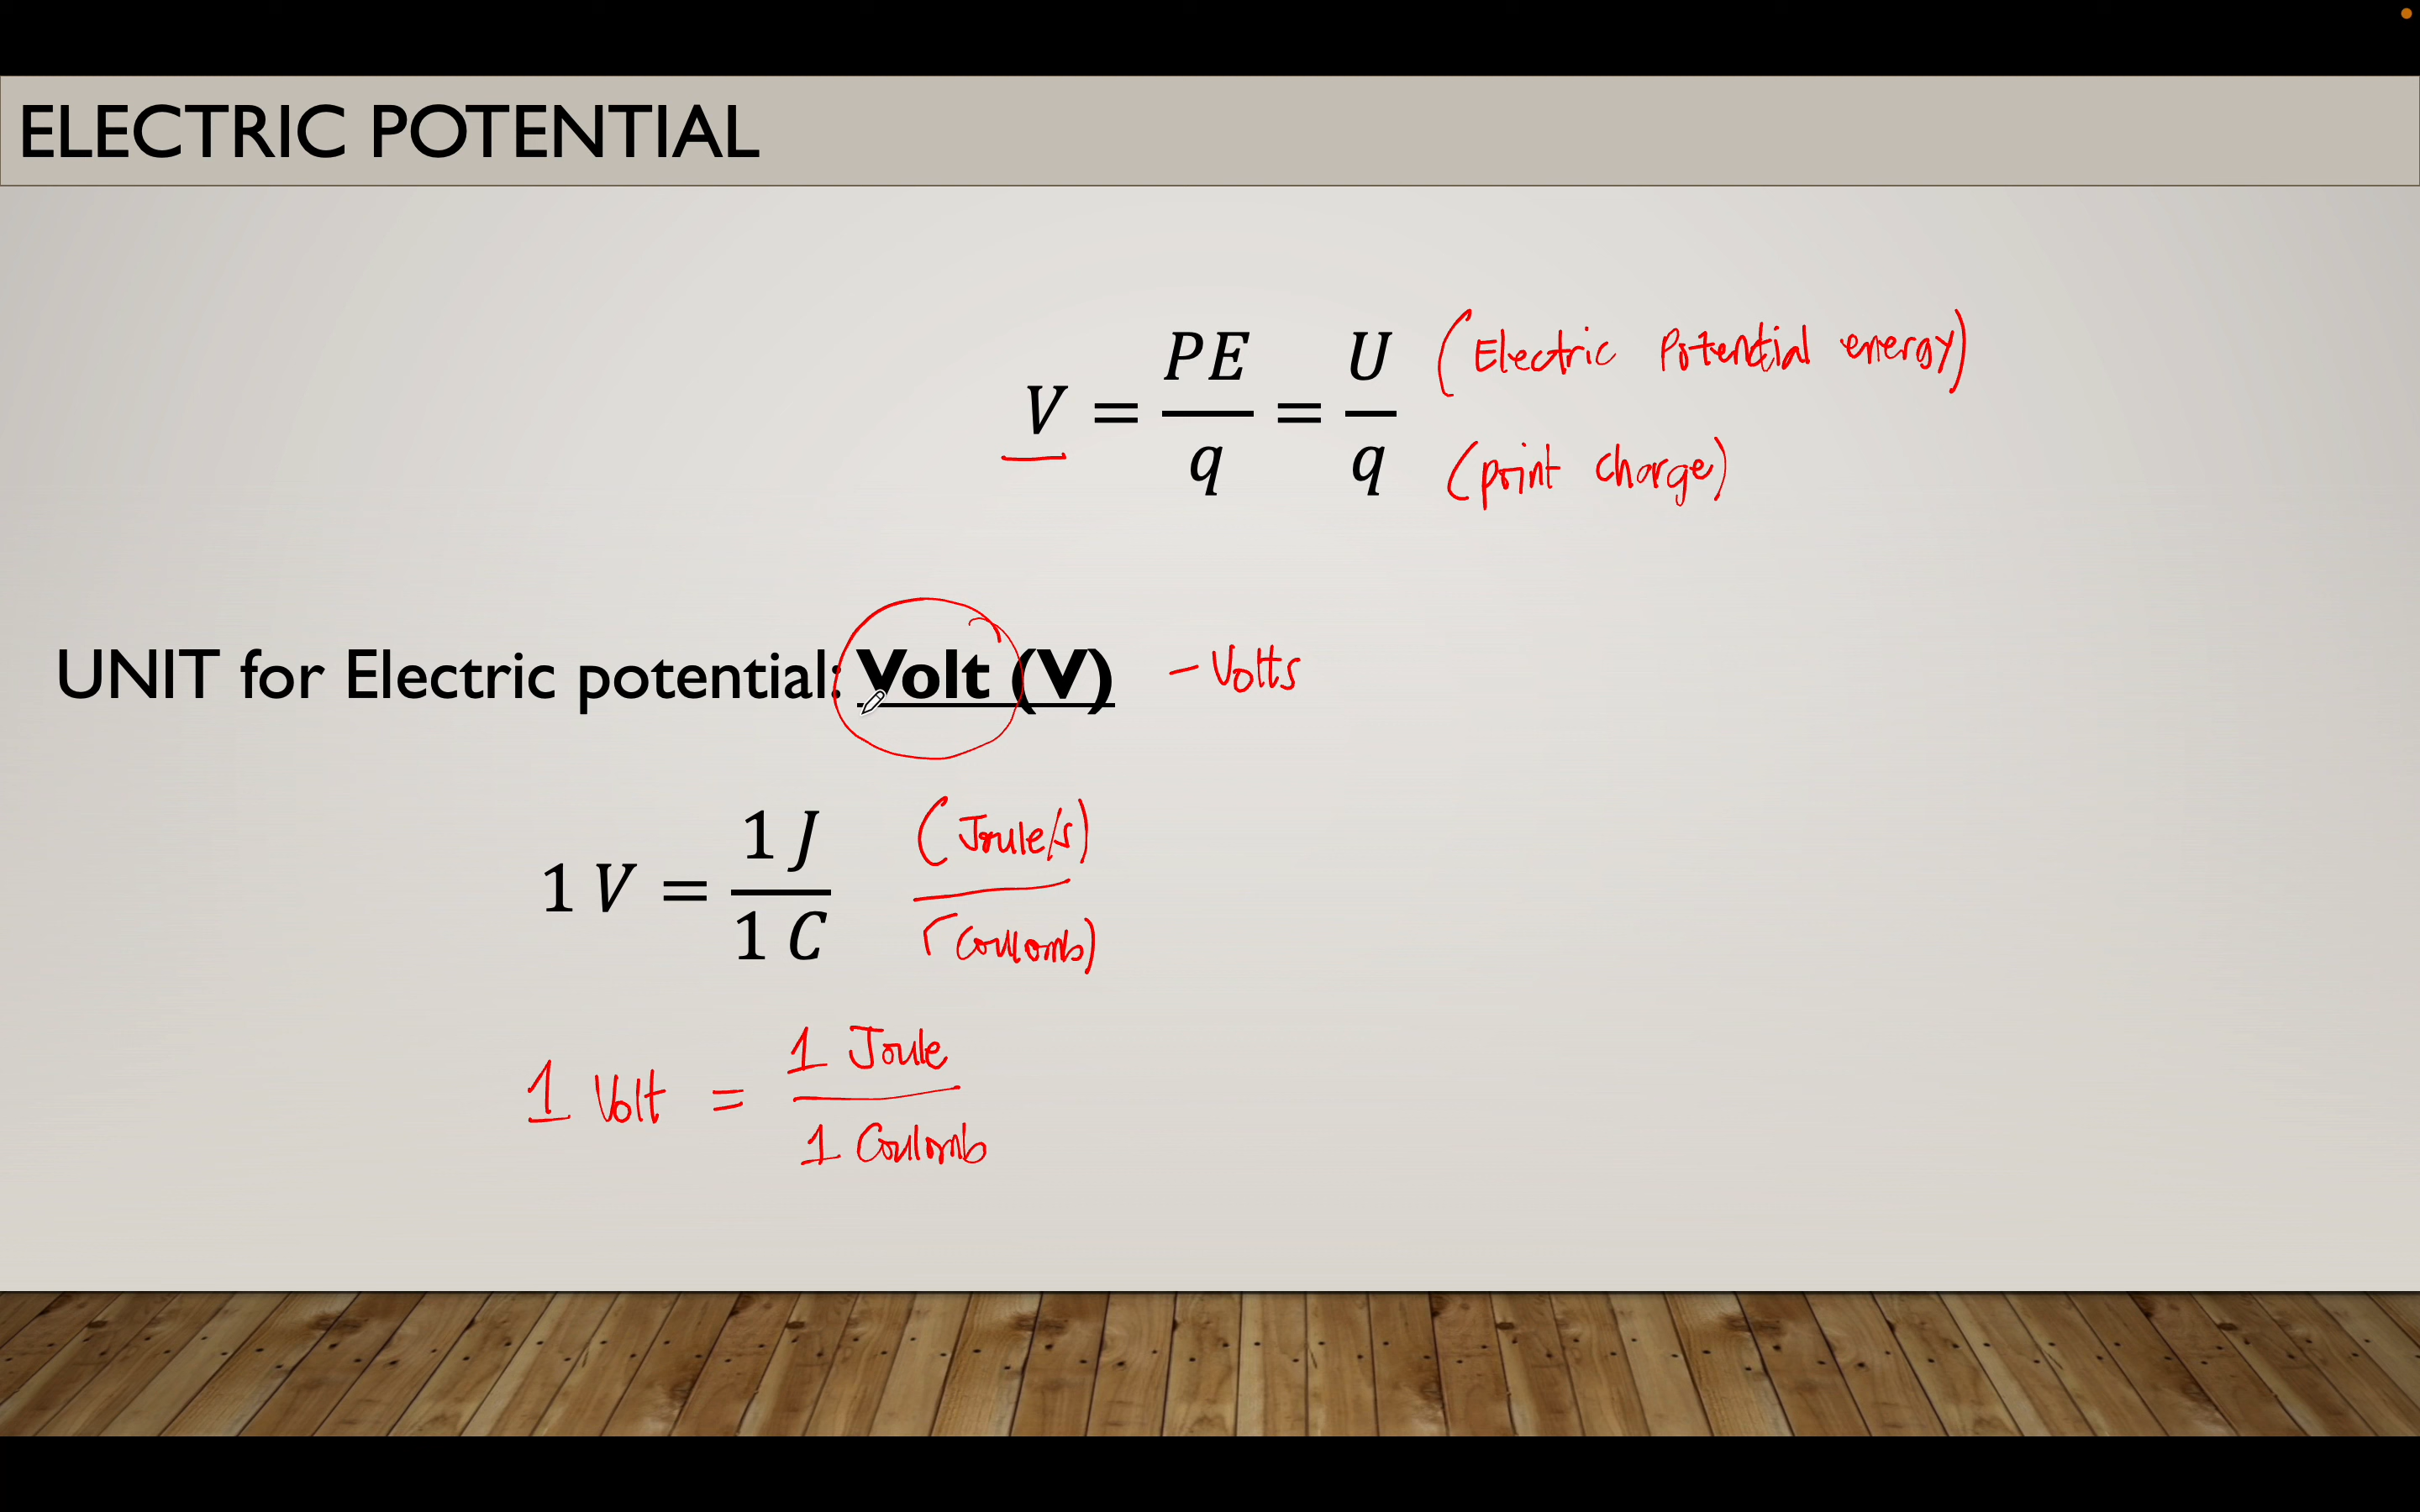 ELECTRIC POTENTIAL
V = PE/q = U/q (Electric Potential energy)
(point charge)
UNIT for Electric potential: Volt (V) - Volts
1 V = 1 J / 1 C (Joule/s) / (Coulomb)
1 Volt = 1 Joule / 1 Coulomb